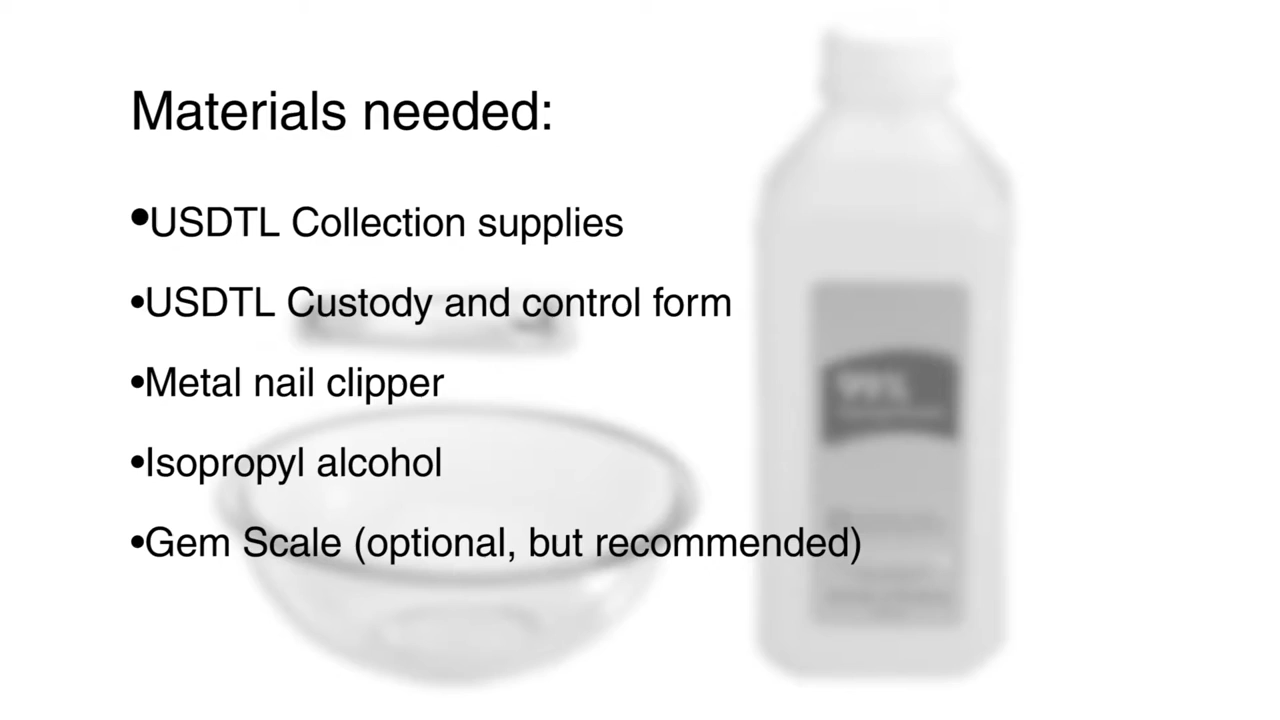 Materials needed:
•USDTL Collection supplies
•USDTL Custody and control form
•Metal nail clipper
•Isopropyl alcohol
•Gem Scale (optional, but recommended)
99%